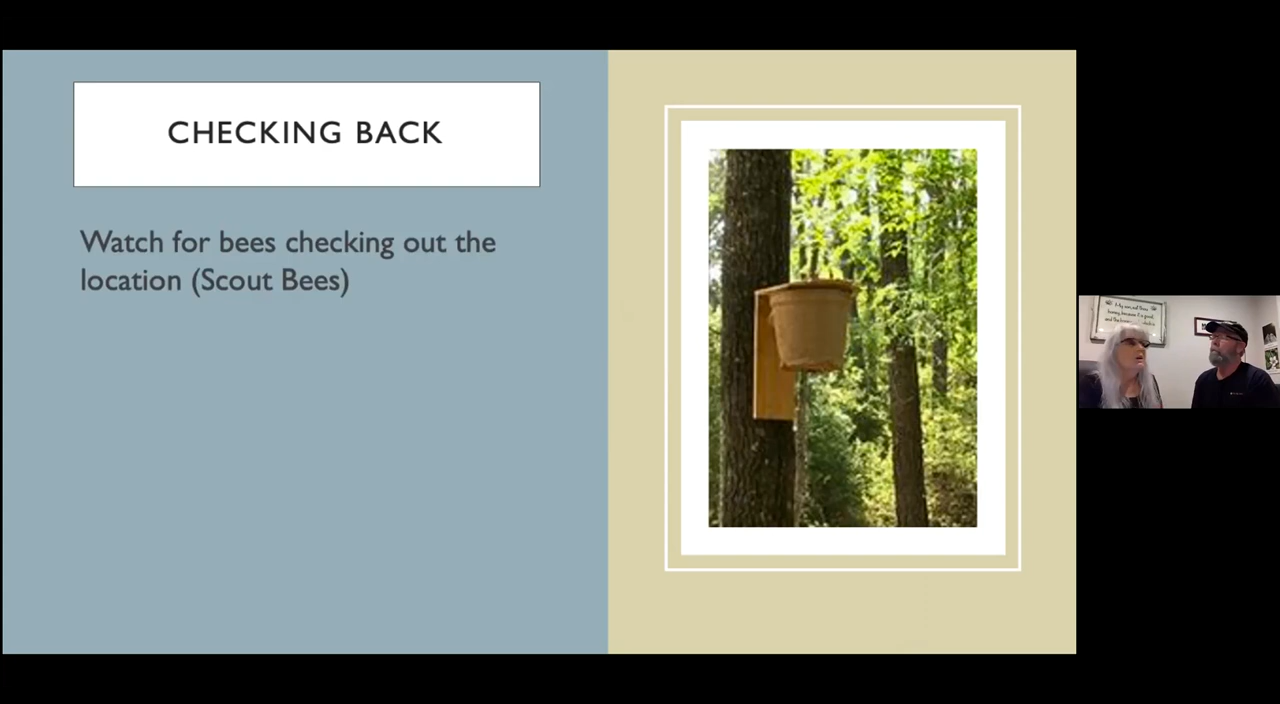 CHECKING BACK
Watch for bees checking out the
location (Scout Bees)